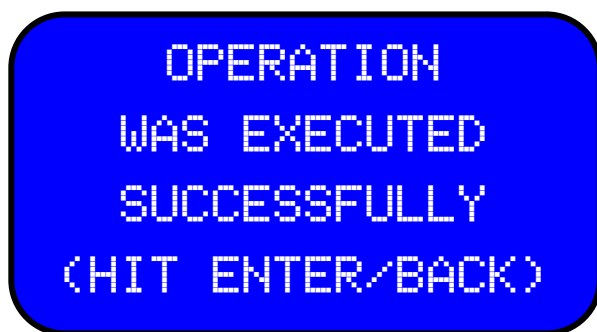 OPERATION
WAS EXECUTED
SUCCESSFULLY
(HIT ENTER/BACK)